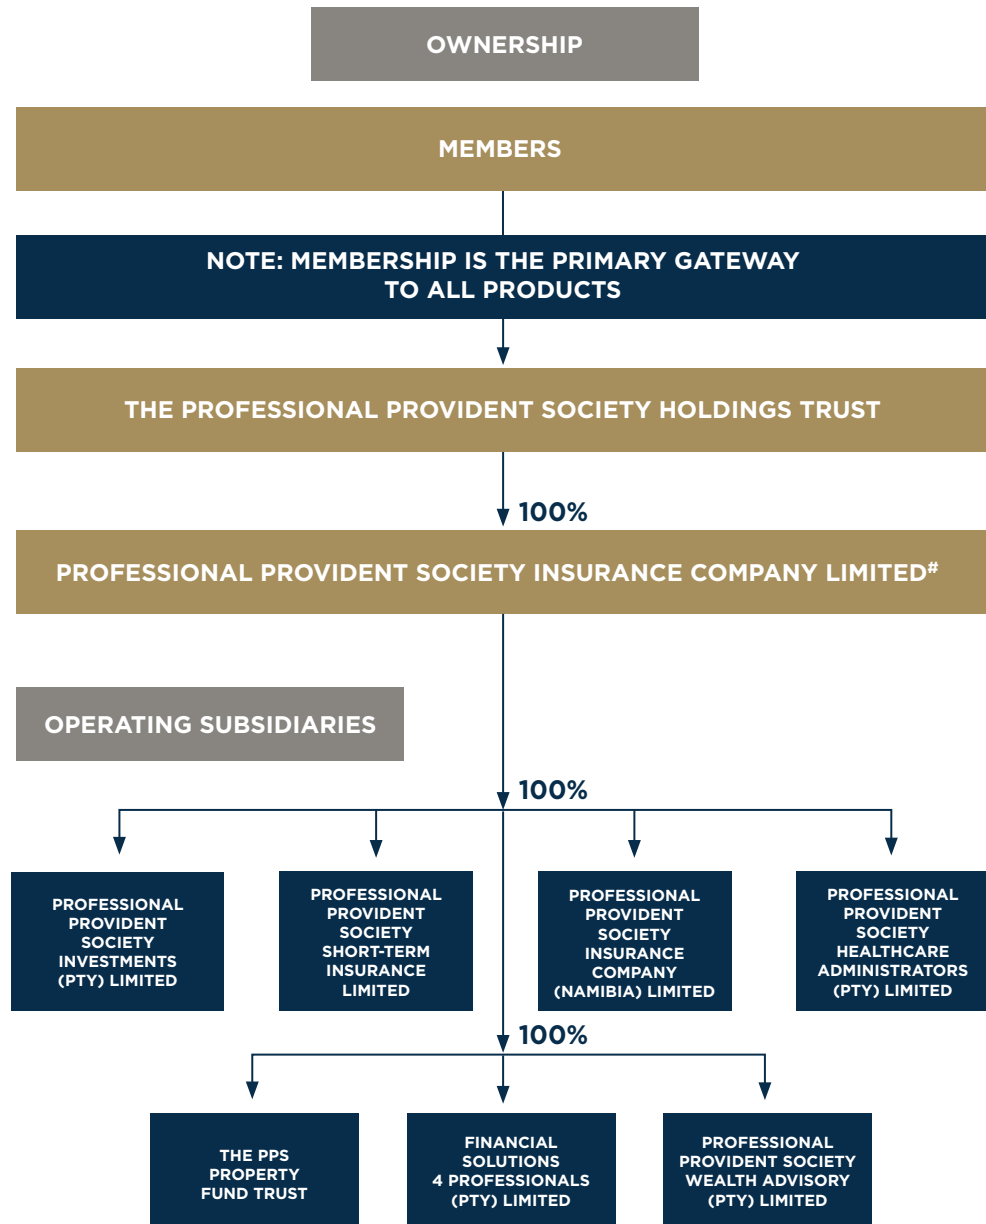 OWNERSHIP
MEMBERS
NOTE: MEMBERSHIP IS THE PRIMARY GATEWAY
TO ALL PRODUCTS
THE PROFESSIONAL PROVIDENT SOCIETY HOLDINGS TRUST
100%
PROFESSIONAL PROVIDENT SOCIETY INSURANCE COMPANY LIMITED#
OPERATING SUBSIDIARIES
100%
PROFESSIONAL
PROVIDENT
SOCIETY
INVESTMENTS
(PTY) LIMITED
PROFESSIONAL
PROVIDENT
SOCIETY
SHORT-TERM
INSURANCE
LIMITED
PROFESSIONAL
PROVIDENT
SOCIETY
INSURANCE
COMPANY
(NAMIBIA) LIMITED
PROFESSIONAL
PROVIDENT
SOCIETY
HEALTHCARE
ADMINISTRATORS
(PTY) LIMITED
100%
THE PPS
PROPERTY
FUND TRUST
FINANCIAL
SOLUTIONS
4 PROFESSIONALS
(PTY) LIMITED
PROFESSIONAL
PROVIDENT SOCIETY
WEALTH ADVISORY
(PTY) LIMITED